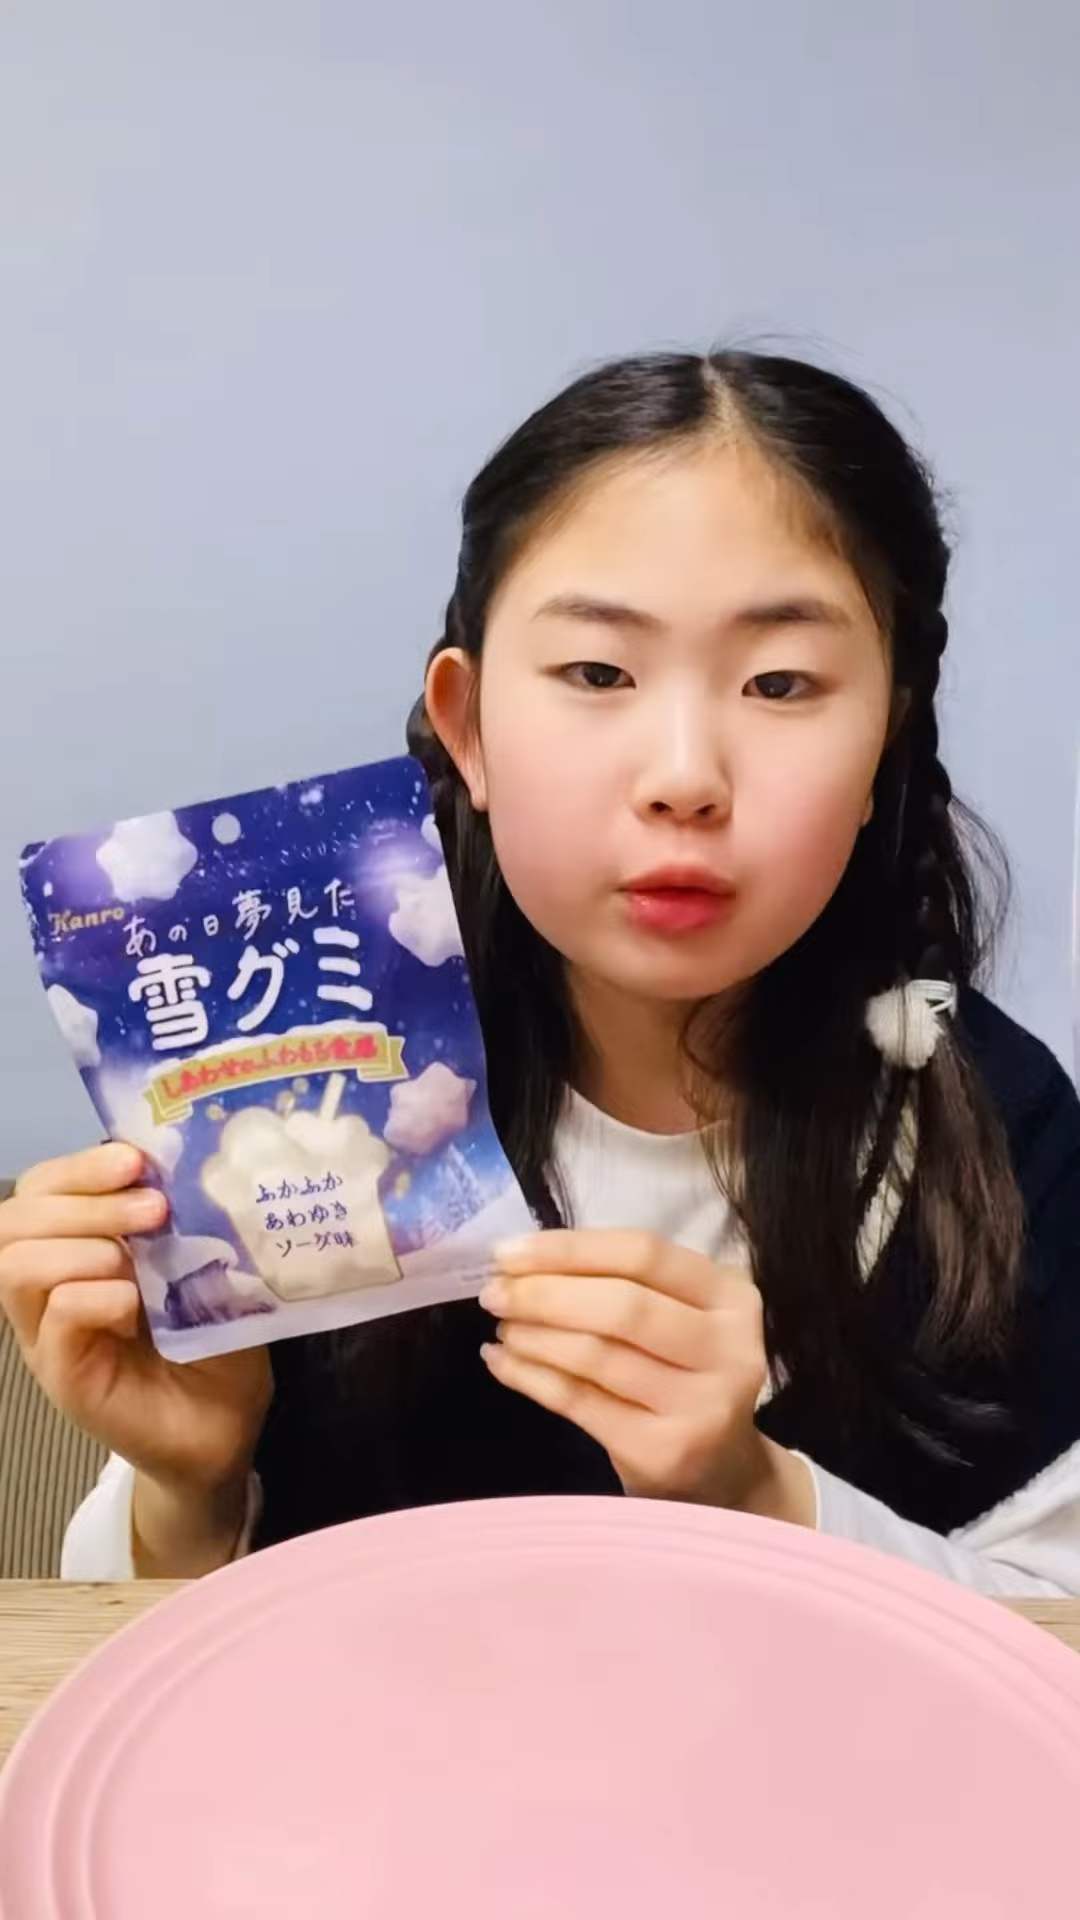 Kanro
あの日夢見た
雪グミ
しあわせのふわもち食感
ふかふか
あわゆき
ソーダ味